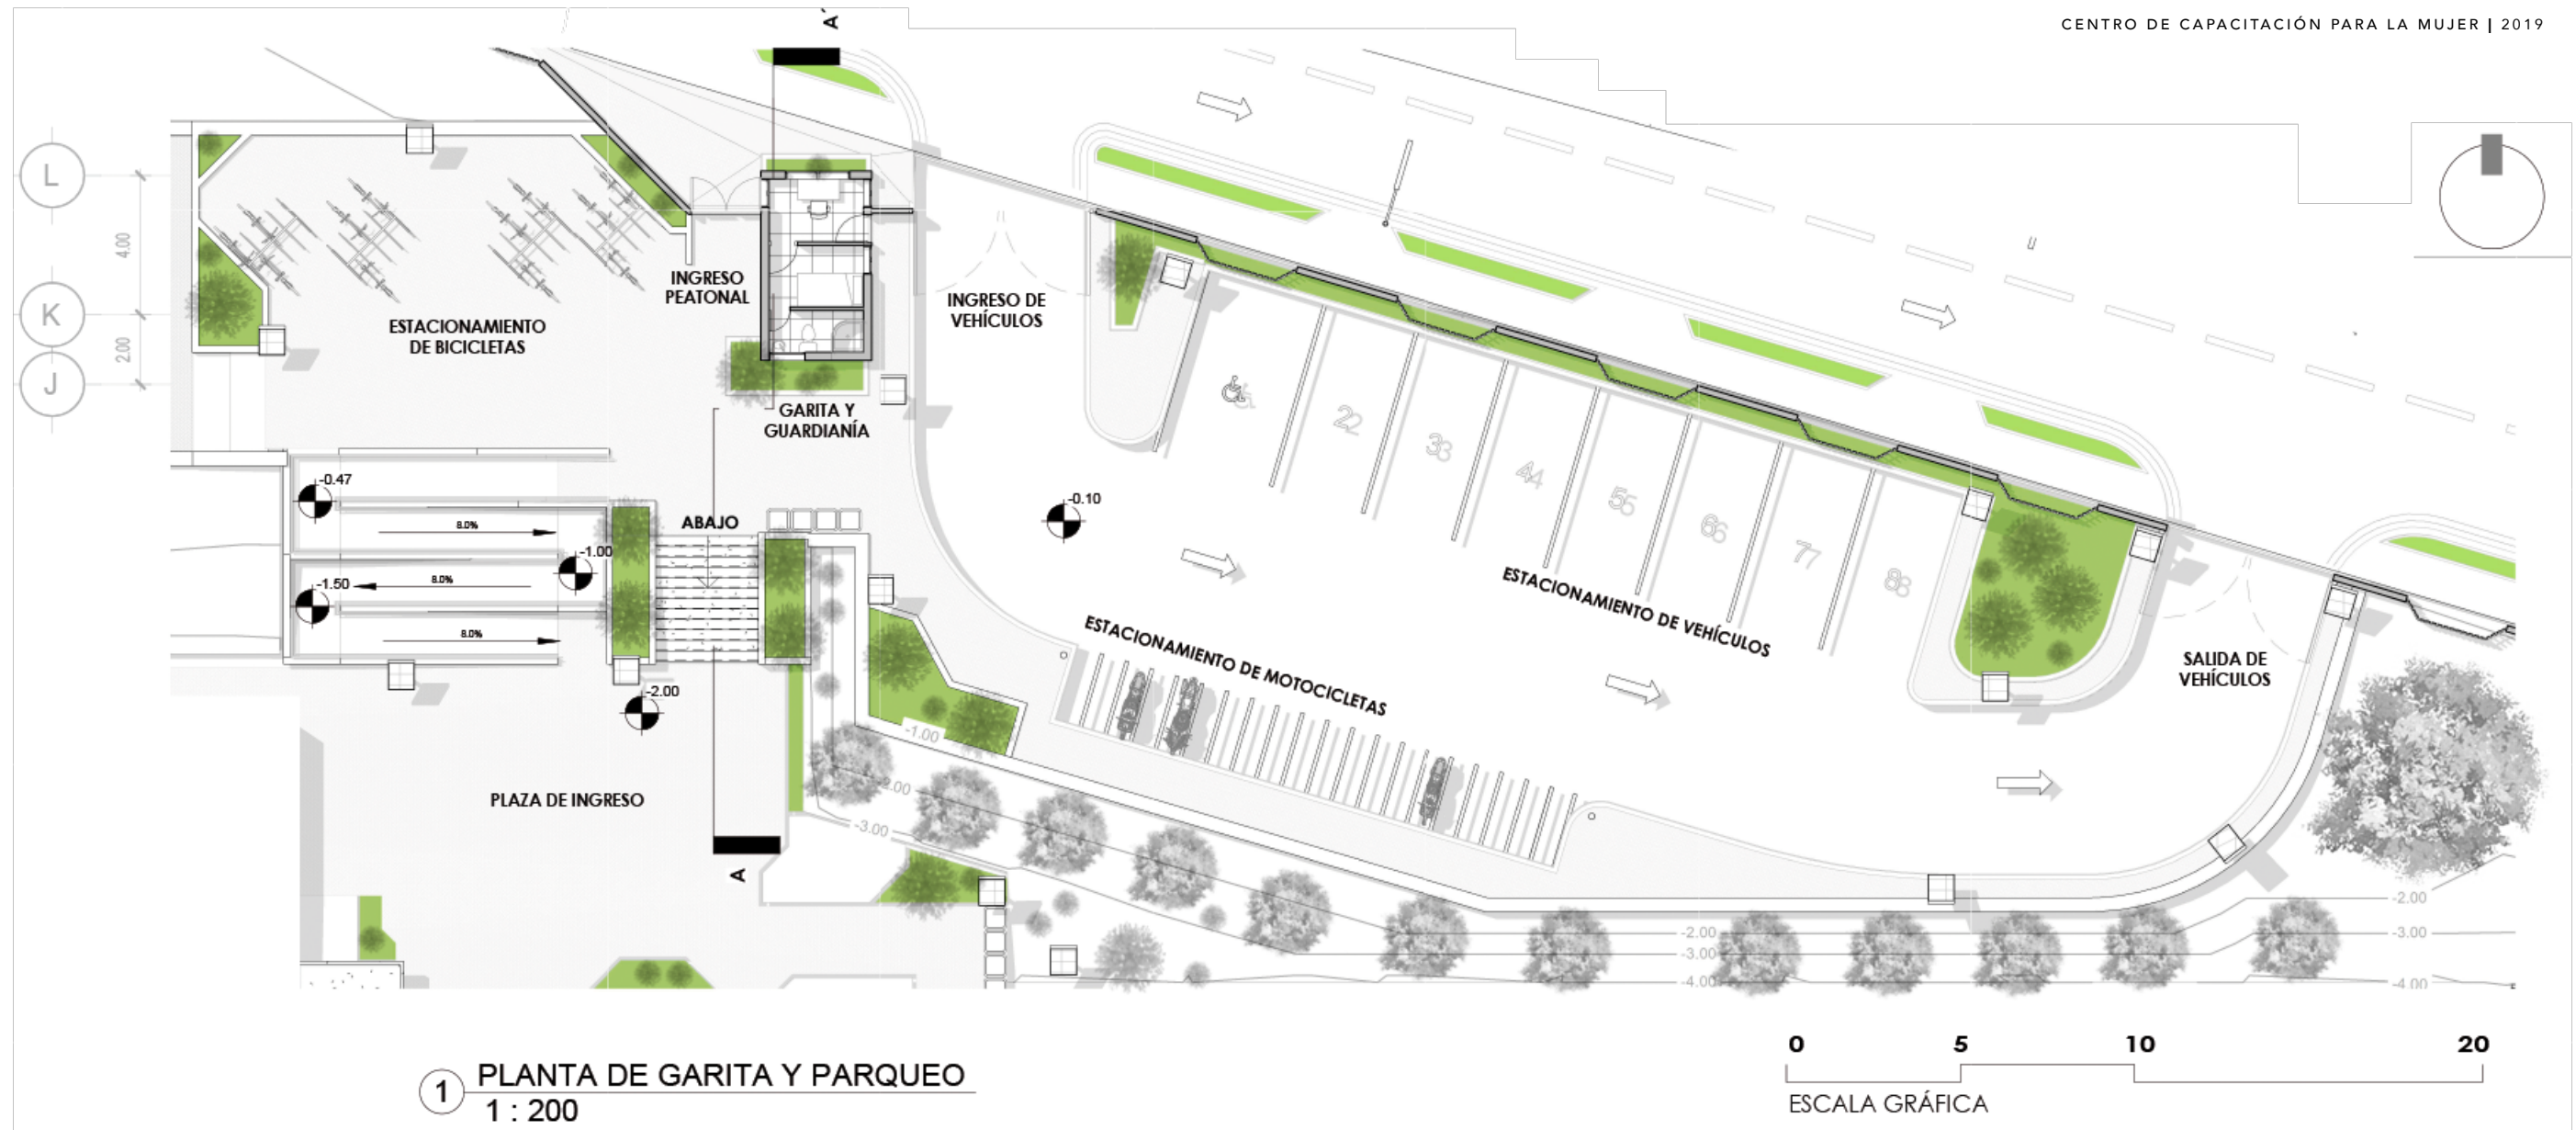 CENTRO DE CAPACITACIÓN PARA LA MUJER | 2019
A'
L
4.00
K
2.00
J
INGRESO
PEATONAL
INGRESO DE
VEHÍCULOS
ESTACIONAMIENTO
DE BICICLETAS
GARITA Y
GUARDIANÍA
22
33
44
55
66
77
88
-0.47
8.0%
ABAJO
-0.10
-1.00
-1.50
8.0%
8.0%
-2.00
ESTACIONAMIENTO DE VEHÍCULOS
ESTACIONAMIENTO DE MOTOCICLETAS
SALIDA DE
VEHÍCULOS
-1.00
-2.00
-3.00
PLAZA DE INGRESO
A
-2.00
-3.00
-4.00
-2.00
-3.00
-4.00
1
PLANTA DE GARITA Y PARQUEO
1 : 200
0 5 10 20
ESCALA GRÁFICA